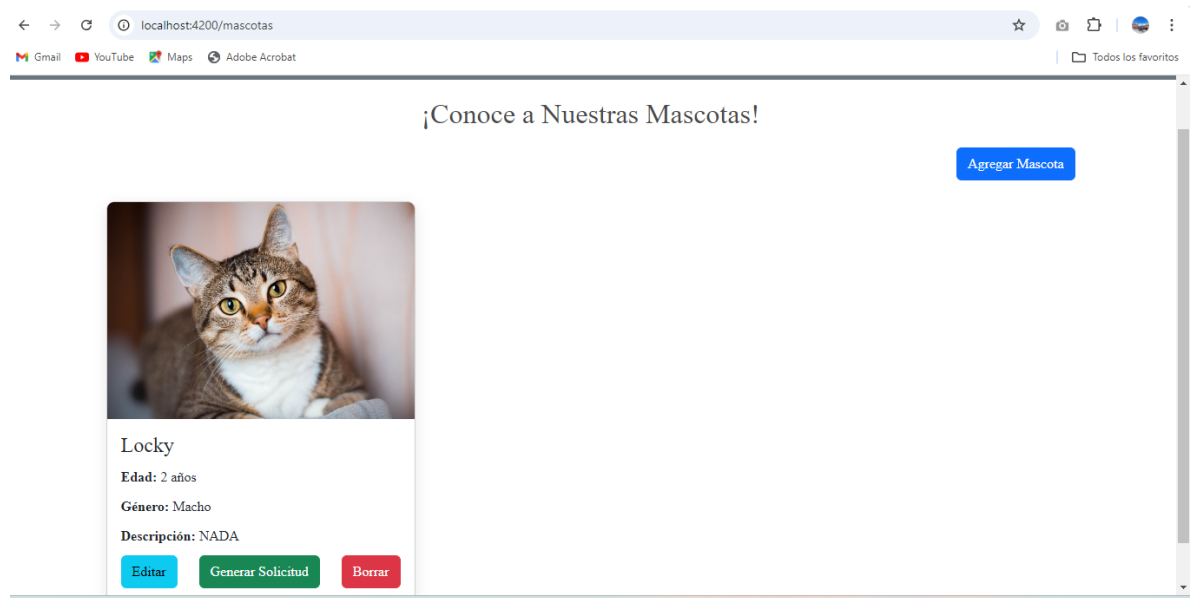 localhost:4200/mascotas
Gmail YouTube Maps Adobe Acrobat Todos los favoritos
¡Conoce a Nuestras Mascotas!
Agregar Mascota
Locky
Edad: 2 años
Género: Macho
Descripción: NADA
Editar Generar Solicitud Borrar